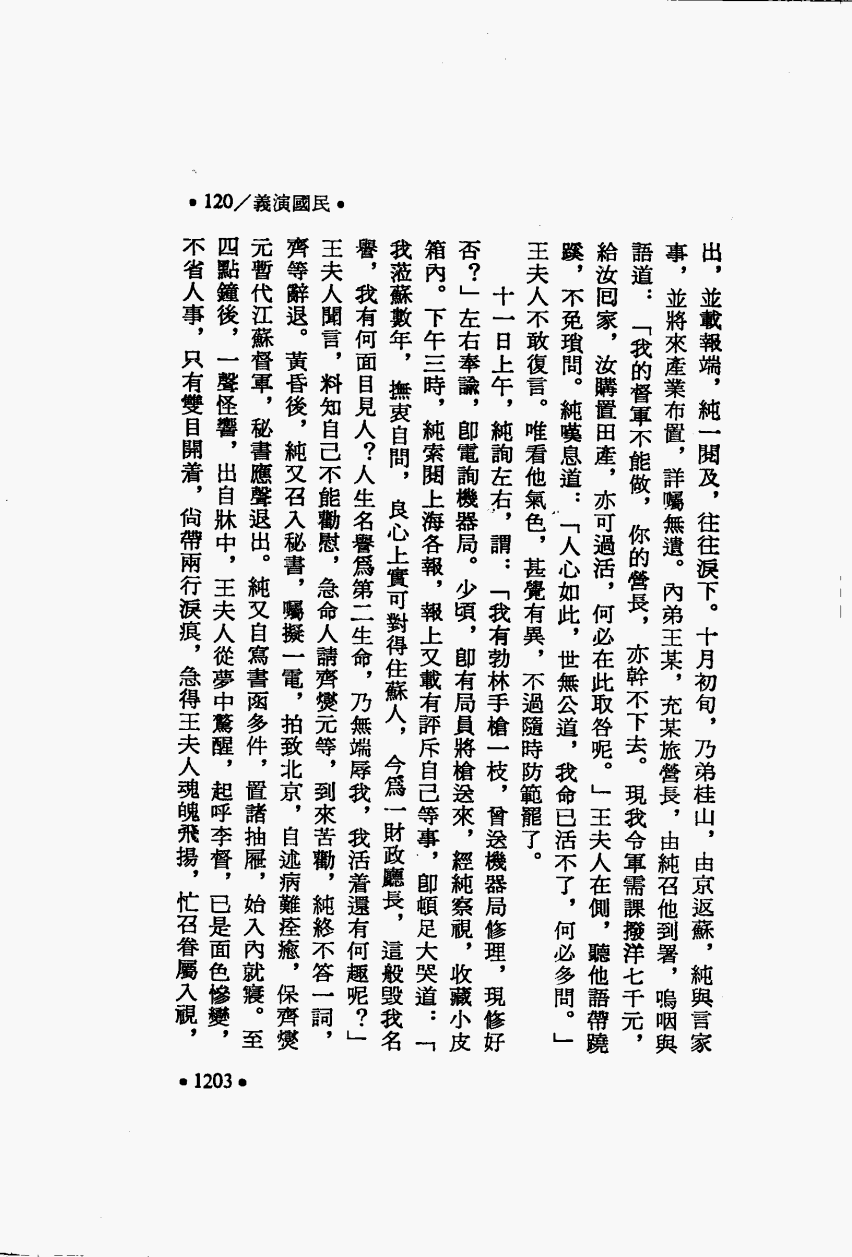 •120／義演國民•
出，並載報端，純一閱及，往往淚下。十月初旬，乃弟桂山，由京返蘇，純與言家
事，並將來產業布置，詳囑無遺。內弟王某，充某旅營長，由純召他到署，嗚咽與
語道：「我的督軍不能做，你的營長，亦幹不下去。現我令軍需課撥洋七千元，
給汝囘家，汝購置田產，亦可過活，何必在此取咎呢。」王夫人在側，聽他語帶蹺
蹊，不免瑣問。純嘆息道：「人心如此，世無公道，我命已活不了，何必多問。」
王夫人不敢復言。唯看他氣色，甚覺有異，不過隨時防範罷了。
十一日上午，純詢左右，謂：「我有勃林手槍一枝，曾送機器局修理，現修好
否？」左右奉諭，卽電詢機器局。少頃，卽有局員將槍送來，經純察視，收藏小皮
箱內。下午三時，純索閱上海各報，報上又載有評斥自己等事，卽頓足大哭道：「
我蒞蘇數年，撫衷自問，良心上實可對得住蘇人，今爲一財政廳長，這般毀我名
譽，我有何面目見人？人生名譽爲第二生命，乃無端辱我，我活着還有何趣呢？」
王夫人聞言，料知自己不能勸慰，急命人請齊燮元等，到來苦勸，純終不答一詞，
齊等辭退。黃昏後，純又召入秘書，囑擬一電，拍致北京，自述病難痊癒，保齊燮
元暫代江蘇督軍，秘書應聲退出。純又自寫書函多件，置諸抽屜，始入內就寢。至
四點鐘後，一聲怪響，出自牀中，王夫人從夢中驚醒，起呼李督，已是面色慘變，
不省人事，只有雙目開着，尙帶兩行淚痕，急得王夫人魂魄飛揚，忙召眷屬入視，
•1203•